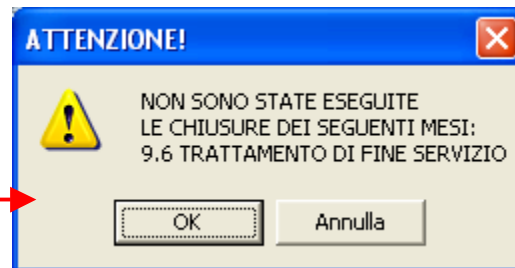 ATTENZIONE!
NON SONO STATE ESEGUITE
LE CHIUSURE DEI SEGUENTI MESI:
9.6 TRATTAMENTO DI FINE SERVIZIO
OK
Annulla